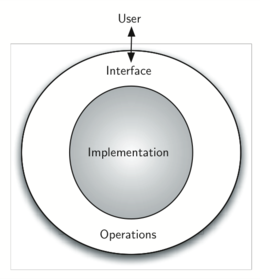 User
Interface
Implementation
Operations